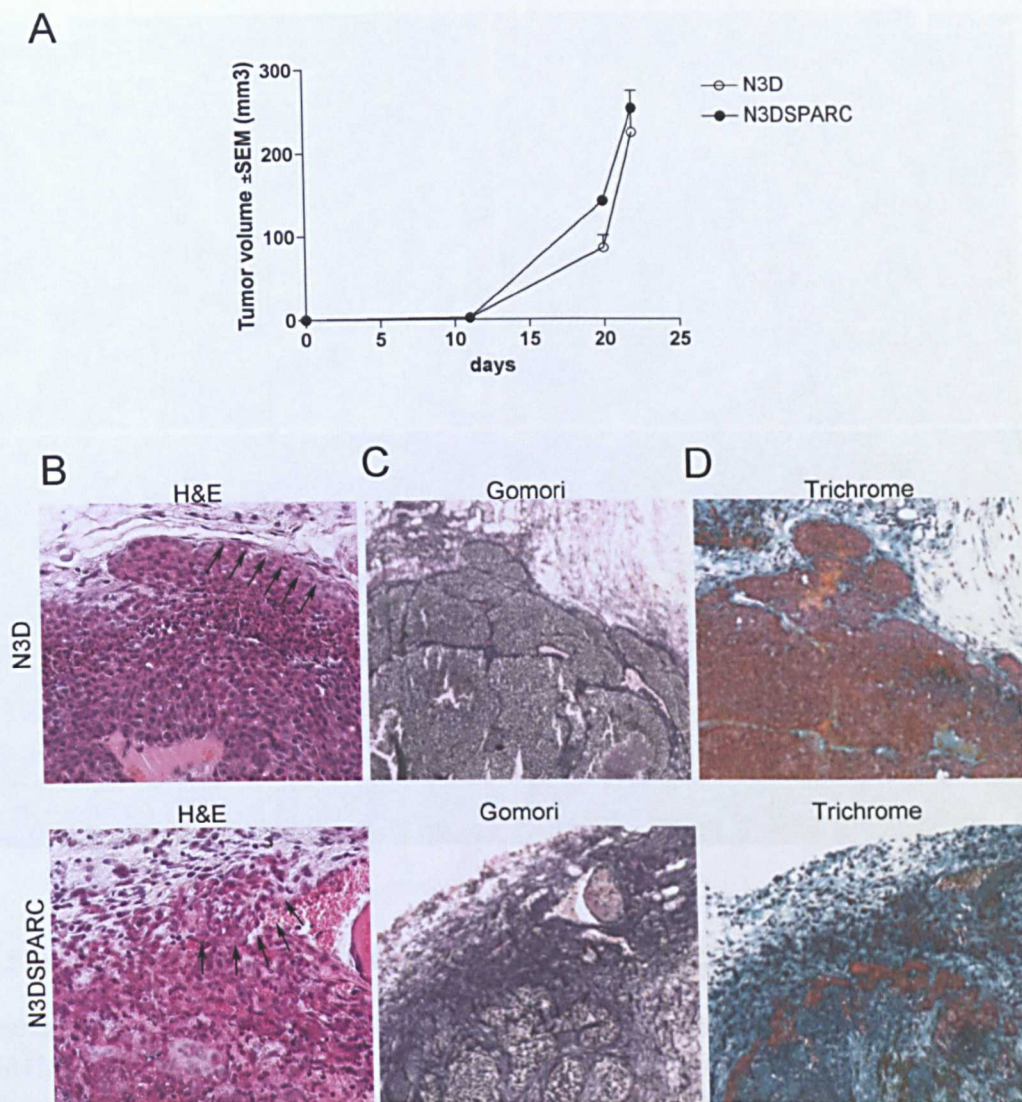 A
Tumor volume ±SEM (mm3)
300
200
100
0
0
5
10
15
20
25
days
N3D
N3DSPARC
B
C
D
H&E
Gomori
Trichrome
N3D
H&E
Gomori
Trichrome
N3DSPARC